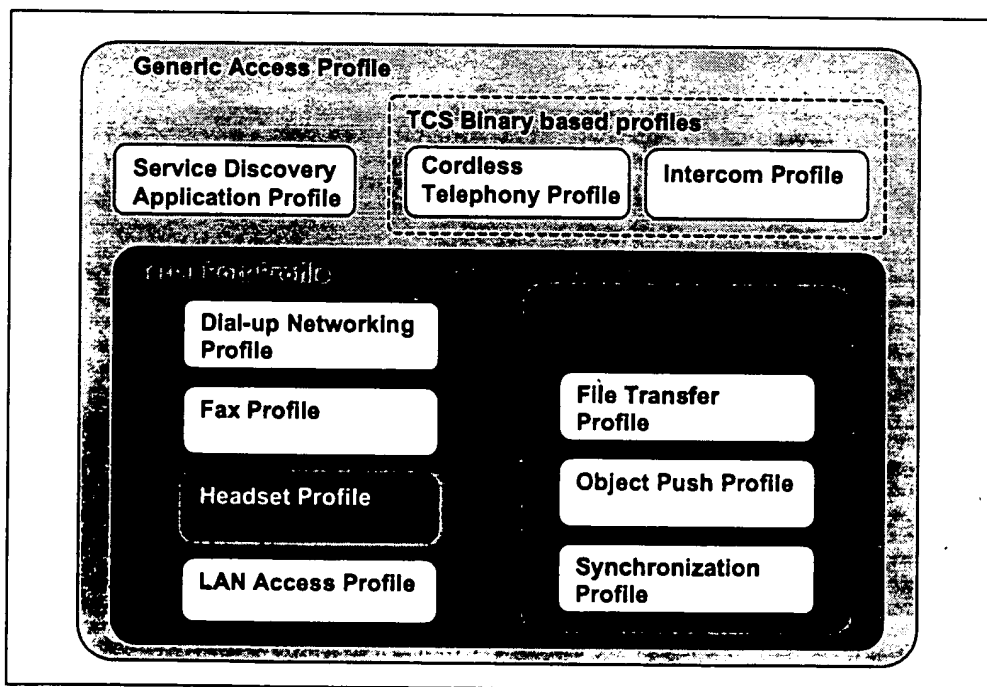 Generic Access Profile
TCS Binary based profiles
Service Discovery
Application Profile
Cordless
Telephony Profile
Intercom Profile
Profile
Dial-up Networking
Profile
Fax Profile
Headset Profile
LAN Access Profile
File Transfer
Profile
Object Push Profile
Synchronization
Profile